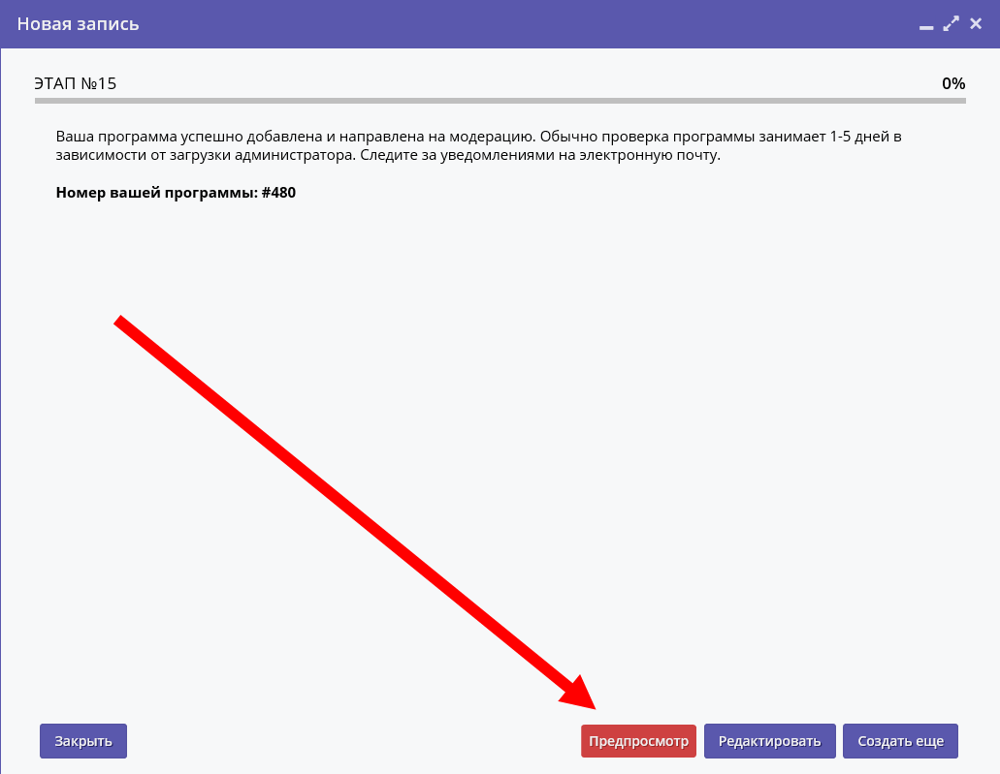 Новая запись
ЭТАП №15
0%
Ваша программа успешно добавлена и направлена на модерацию. Обычно проверка программы занимает 1-5 дней в
зависимости от загрузки администратора. Следите за уведомлениями на электронную почту.
Номер вашей программы: #480
Закрыть
Предпросмотр
Редактировать
Создать еще